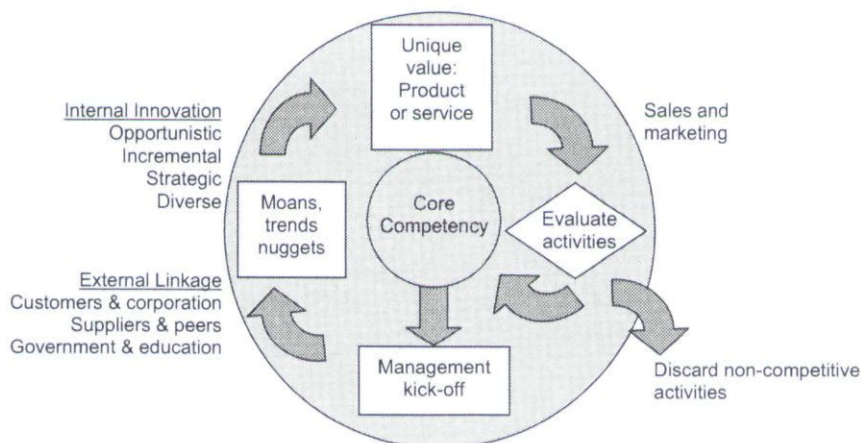 Unique
value:
Product
or service
Internal Innovation
Opportunistic
Incremental
Strategic
Diverse
Sales and
marketing
Moans,
trends
nuggets
Core
Competency
Evaluate
activities
External Linkage
Customers & corporation
Suppliers & peers
Government & education
Management
kick-off
Discard non-competitive
activities